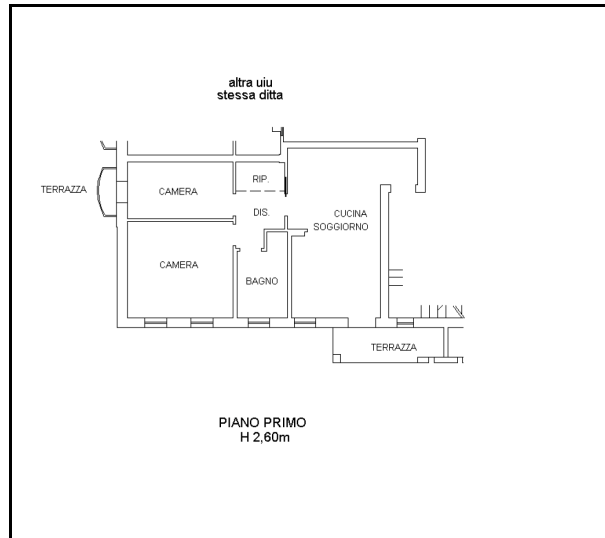 altra uiu
stessa ditta
RIP.
TERRAZZA
CAMERA
DIS.
CUCINA
SOGGIORNO
CAMERA
BAGNO
TERRAZZA
PIANO PRIMO
H 2,60m